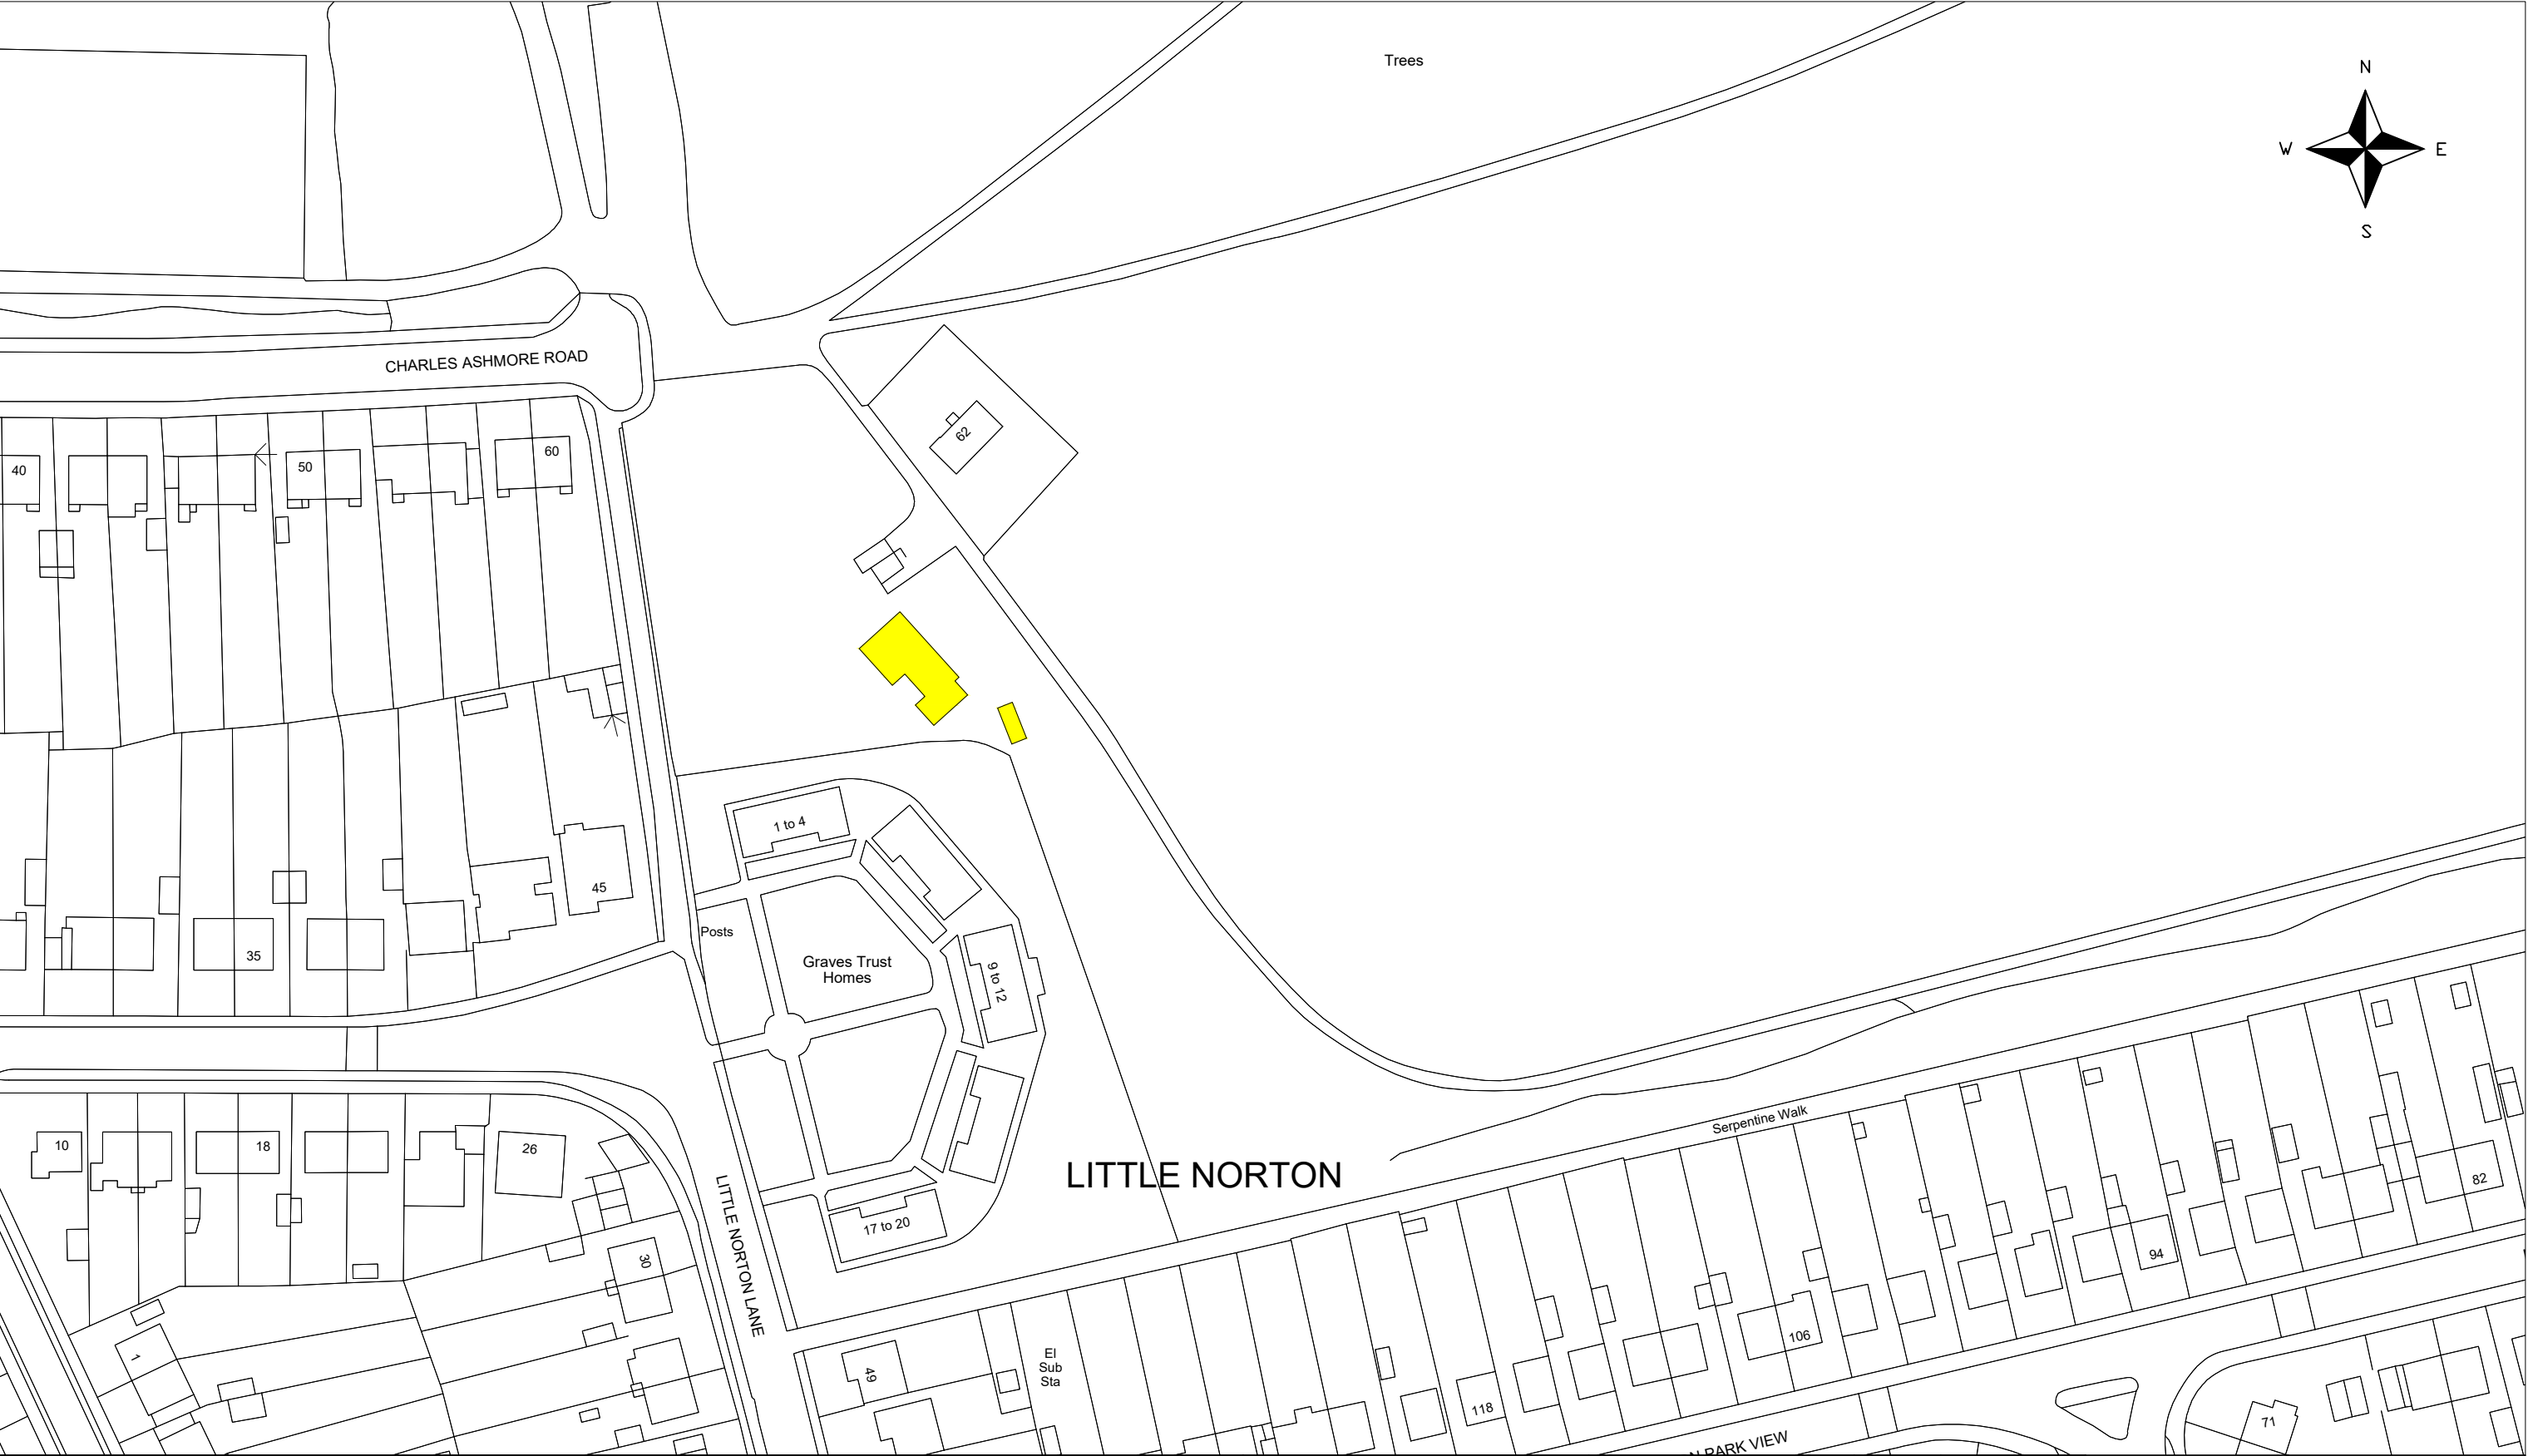 Trees
N
W E
S
CHARLES ASHMORE ROAD
62
60
50
40
1 to 4
45
Posts
35
Graves Trust
Homes
9 to 12
Serpentine Walk
10
18
26
LITTLE NORTON
82
LITTLE NORTON LANE
17 to 20
30
94
106
1
El
Sub
Sta
49
118
71
PARK VIEW